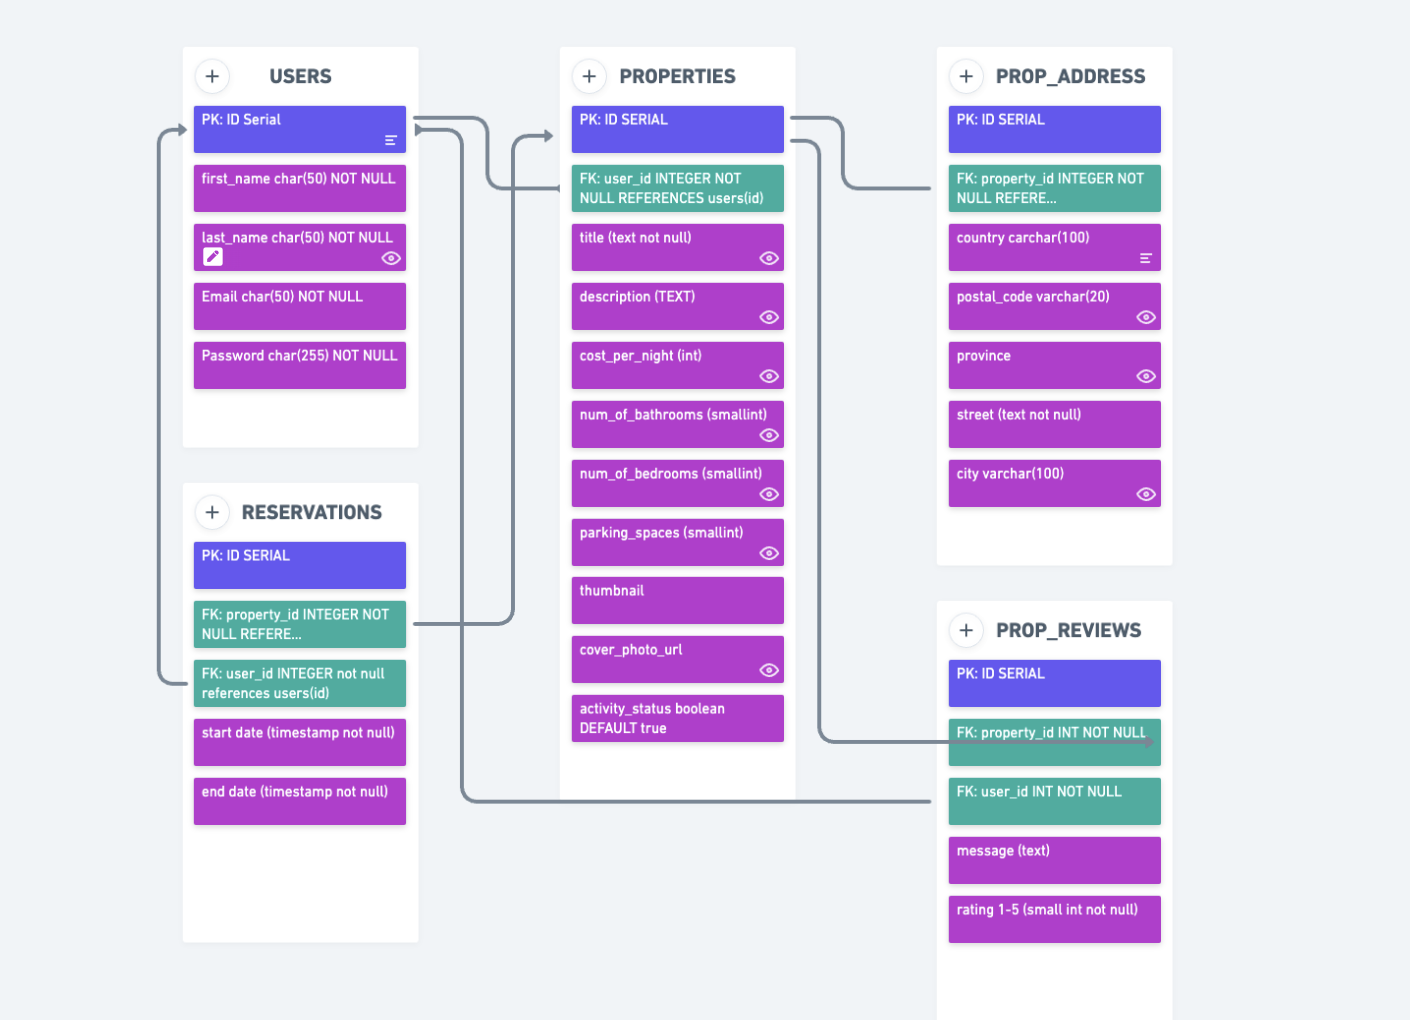 USERS
PK: ID Serial
first_name char(50) NOT NULL
last_name char(50) NOT NULL
Email char(50) NOT NULL
Password char(255) NOT NULL
RESERVATIONS
PK: ID SERIAL
FK: property_id INTEGER NOT
NULL REFERE...
FK: user_id INTEGER not null
references users(id)
start date (timestamp not null)
end date (timestamp not null)
PROPERTIES
PK: ID SERIAL
FK: user_id INTEGER NOT
NULL REFERENCES users(id)
title (text not null)
description (TEXT)
cost_per_night (int)
num_of_bathrooms (smallint)
num_of_bedrooms (smallint)
parking_spaces (smallint)
thumbnail
cover_photo_url
activity_status boolean
DEFAULT true
PROP_ADDRESS
PK: ID SERIAL
FK: property_id INTEGER NOT
NULL REFERE...
country carchar(100)
postal_code varchar(20)
province
street (text not null)
city varchar(100)
PROP_REVIEWS
PK: ID SERIAL
FK: property_id INT NOT NULL
FK: user_id INT NOT NULL
message (text)
rating 1-5 (small int not null)